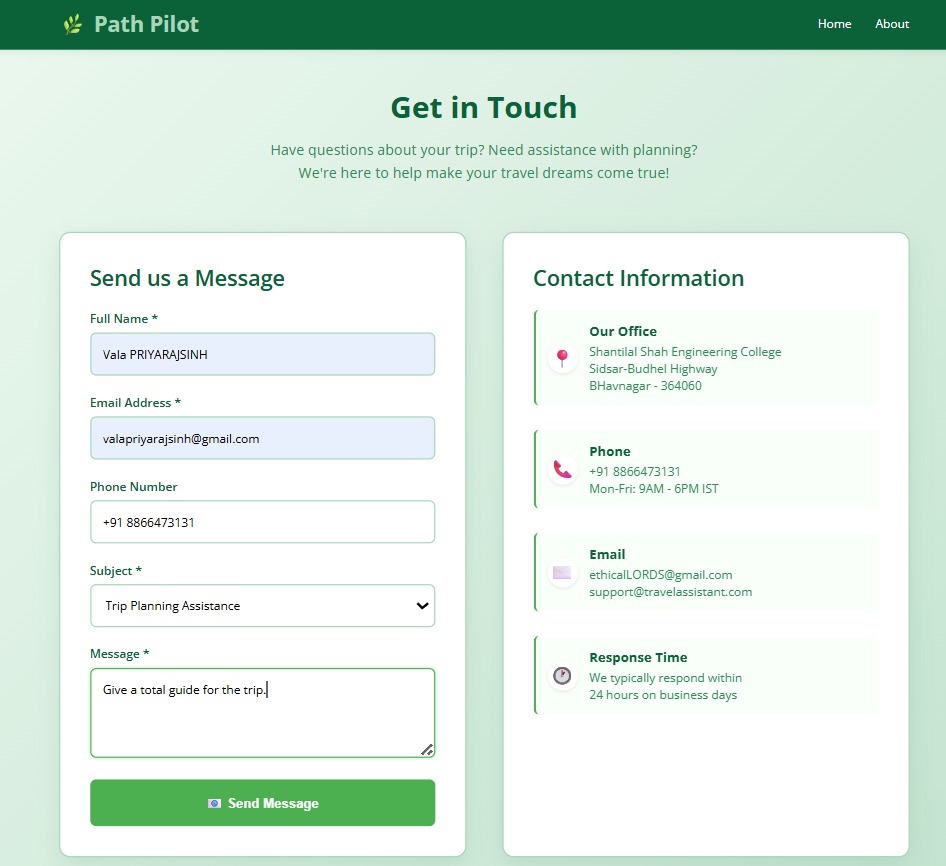 Path Pilot
Home
About
Get in Touch
Have questions about your trip? Need assistance with planning?
We're here to help make your travel dreams come true!
Send us a Message
Full Name *
Vala PRIYARAJSINH
Email Address *
valapriyarajsinh@gmail.com
Phone Number
+91 8866473131
Subject *
Trip Planning Assistance
Message *
Give a total guide for the trip.
Send Message
Contact Information
Our Office
Shantilal Shah Engineering College
Sidsar-Budhel Highway
BHavnagar - 364060
Phone
+91 8866473131
Mon-Fri: 9AM - 6PM IST
Email
ethicalLORDS@gmail.com
support@travelassistant.com
Response Time
We typically respond within
24 hours on business days